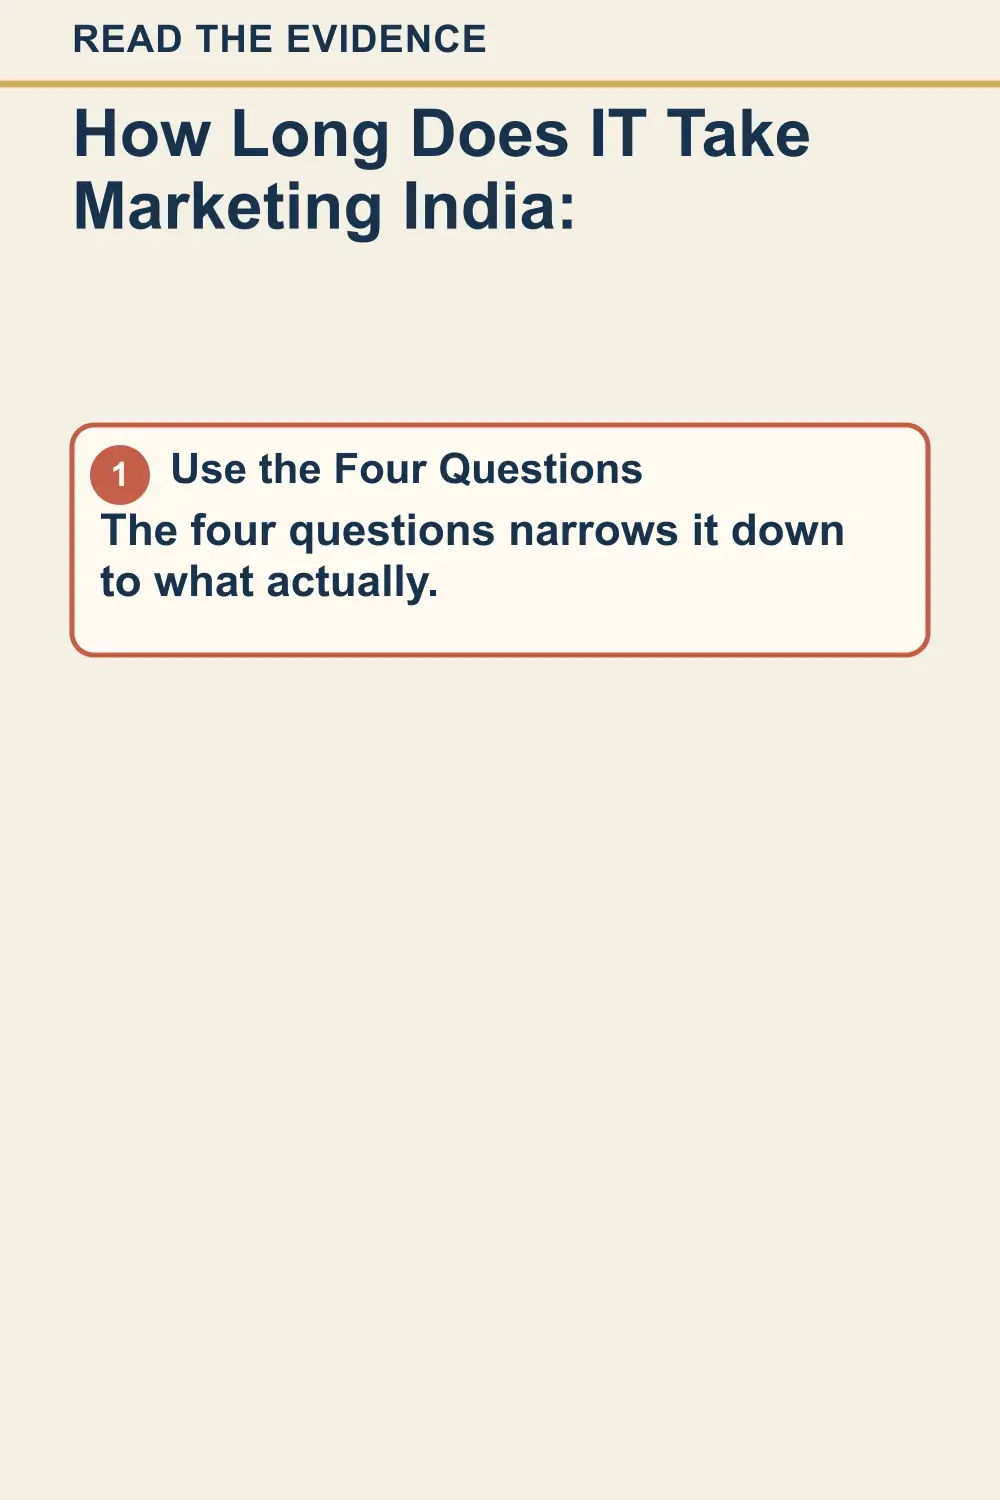 READ THE EVIDENCE
How Long Does IT Take
Marketing India:
1 Use the Four Questions
The four questions narrows it down
to what actually.